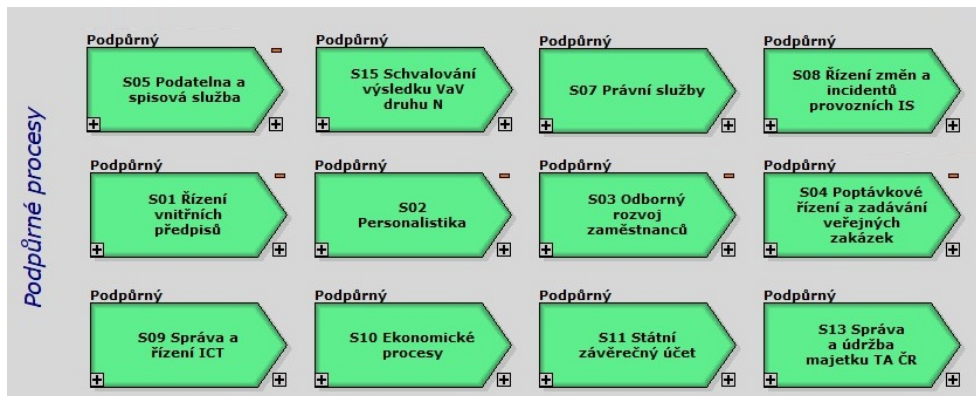 Podpůrné procesy
Podpůrný
S05 Podatelna a
spisová služba
Podpůrný
S15 Schvalování
výsledku VaV
druhu N
Podpůrný
S07 Právní služby
Podpůrný
S08 Řízení změn a
incidentů
provozních IS
Podpůrný
S01 Řízení
vnitřních
předpisů
Podpůrný
S02
Personalistika
Podpůrný
S03 Odborný
rozvoj
zaměstnanců
Podpůrný
S04 Poptávkové
řízení a zadávání
veřejných
zakázek
Podpůrný
S09 Správa a
řízení ICT
Podpůrný
S10 Ekonomické
procesy
Podpůrný
S11 Státní
závěrečný účet
Podpůrný
S13 Správa
a údržba
majetku TA ČR